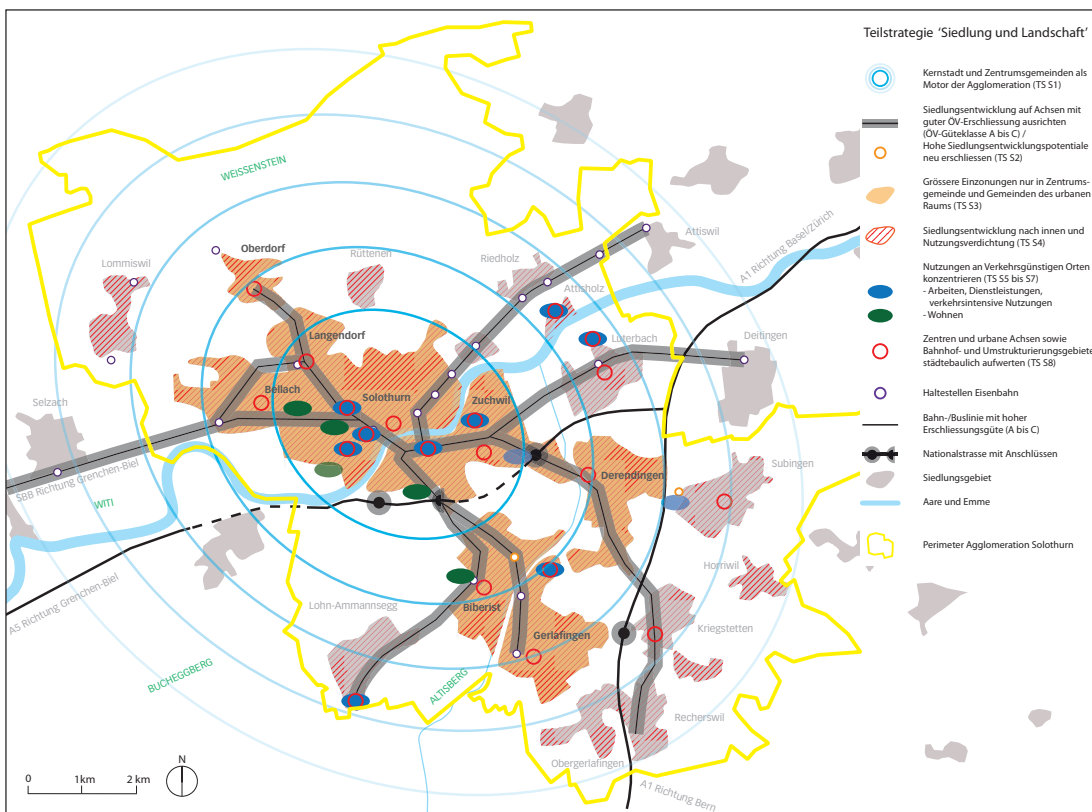 Teilstrategie 'Siedlung und Landschaft'
Kernstadt und Zentrumsgemeinden als
Motor der Agglomeration (TS S1)
Siedlungsentwicklung auf Achsen mit
guter ÖV-Erschliessung ausrichten
(ÖV-Güteklasse A bis C) /
Hohe Siedlungsentwicklungspotentiale
neu erschliessen (TS S2)
Grössere Einzonungen nur in Zentrums-
gemeinde und Gemeinden des urbanen
Raums (TS S3)
Siedlungsentwicklung nach innen und
Nutzungsverdichtung (TS S4)
Nutzungen an Verkehrsgünstigen Orten
konzentrieren (TS S5 bis S7)
- Arbeiten, Dienstleistungen,
verkehrsintensive Nutzungen
- Wohnen
Zentren und urbane Achsen sowie
Bahnhof- und Umstrukturierungsgebiete
städtebaulich aufwerten (TS S8)
Haltestellen Eisenbahn
Bahn-/Buslinie mit hoher
Erschliessungsgüte (A bis C)
Nationalstrasse mit Anschlüssen
Siedlungsgebiet
Aare und Emme
Perimeter Agglomeration Solothurn
WEISSENSTEIN
Attiswil
A1 Richtung Basel/Zürich
Oberdorf
Rüttenen
Riedholz
Lommiswil
Attisholz
Langendorf
Luterbach
Deitingen
Bellach
Solothurn
Zuchwil
Selzach
SBB Richtung Grenchen-Biel
Derendingen
Subingen
WITI
Horriwil
A5 Richtung Grenchen-Biel
Lohn-Ammannsegg
Biberist
Kriegstetten
Gerlafingen
BUCHEGGBERG
ALTISBERG
Recherswil
Obergerlafingen
A1 Richtung Bern
N
0 1km 2 km